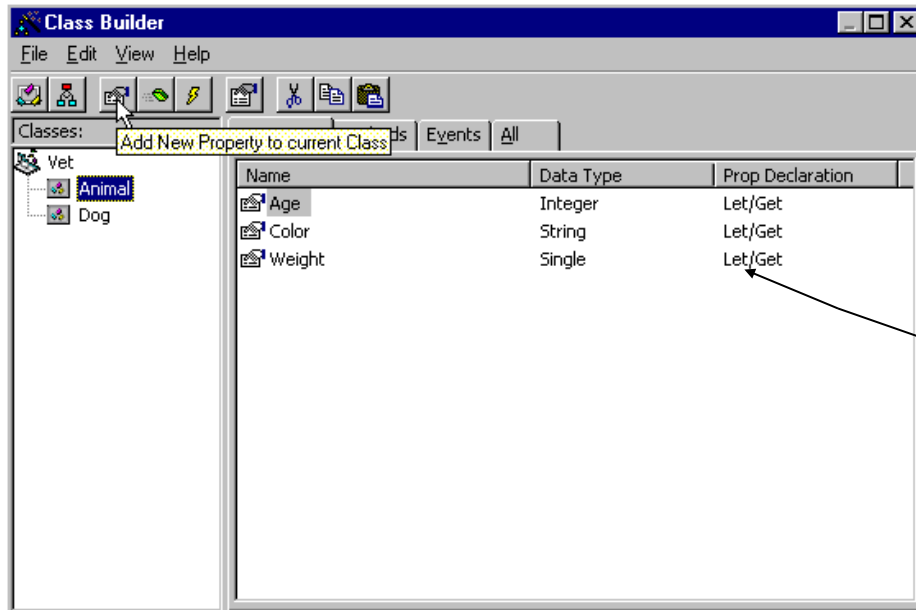 Class Builder
File Edit View Help
Classes:
Add New Property to current Class
ds Events All
Vet
Animal
Dog
Name Data Type Prop Declaration
Age Integer Let/Get
Color String Let/Get
Weight Single Let/Get